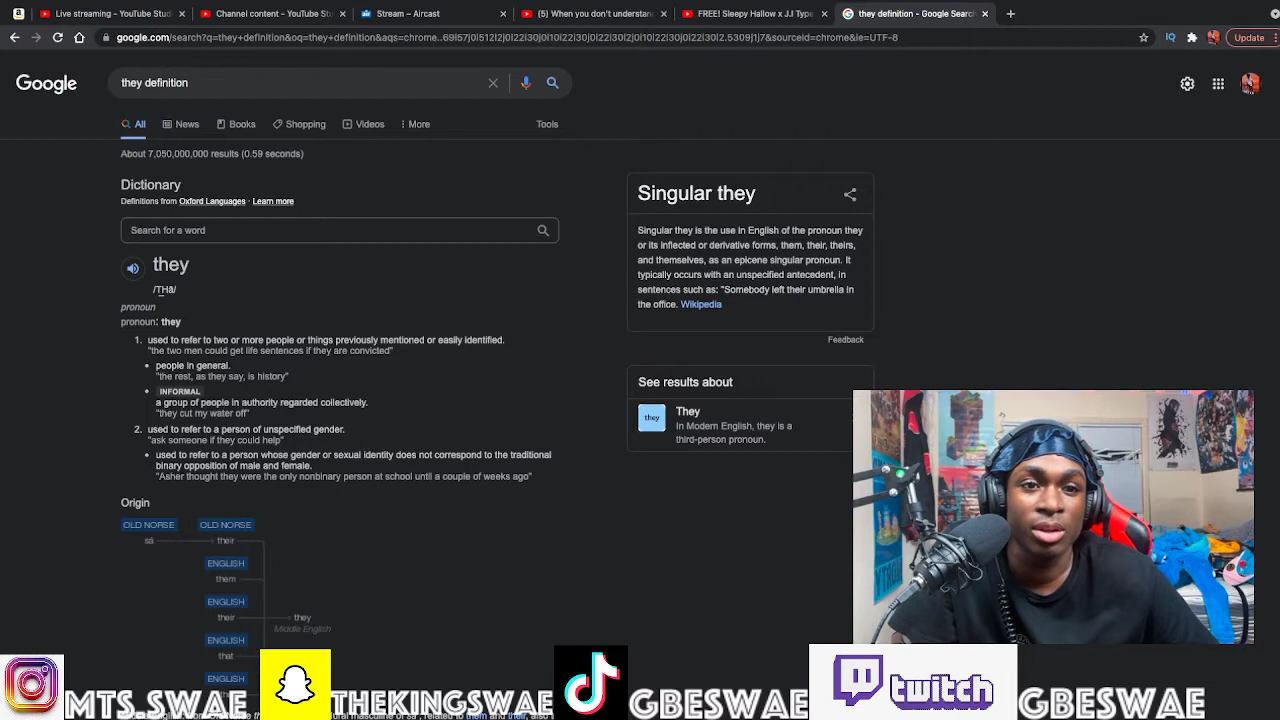 Live streaming - YouTube Stud
Channel content - YouTube Stu
Stream – Aircast
(5) When you don't understan
FREE! Sleepy Hallow x J.I Type
they definition - Google Searc
google.com/search?q=they+definition&oq=they+definition&aqs=chrome...69i57j0i512l2j0i22i30j0i10i22i30j0i22i30j0i22i30j0i10i22i30j0i22i30l2.5309j1j7&sourceid=chrome&ie=UTF-8
Update
Google
they definition
All
News
Books
Shopping
Videos
More
Tools
About 7,050,000,000 results (0.59 seconds)
Dictionary
Definitions from Oxford Languages · Learn more
Search for a word
they
/T͟Hā/
pronoun
pronoun: they
1. used to refer to two or more people or things previously mentioned or easily identified.
"the two men could get life sentences if they are convicted"
• people in general.
"the rest, as they say, is history"
• INFORMAL
a group of people in authority regarded collectively.
"they cut my water off"
2. used to refer to a person of unspecified gender.
"ask someone if they could help"
• used to refer to a person whose gender or sexual identity does not correspond to the traditional
binary opposition of male and female.
"Asher thought they were the only nonbinary person at school until a couple of weeks ago"
Origin
OLD NORSE OLD NORSE
sá their
ENGLISH
them
ENGLISH
their they
Middle English
ENGLISH
that
ENGLISH
Singular they
Singular they is the use in English of the pronoun they
or its inflected or derivative forms, them, their, theirs,
and themselves, as an epicene singular pronoun. It
typically occurs with an unspecified antecedent, in
sentences such as: "Somebody left their umbrella in
the office. Wikipedia
Feedback
See results about
they
They
In Modern English, they is a
third-person pronoun.
MTS.SWAE
THEKINGSWAE
GBESWAE
twitch
GBESWAE